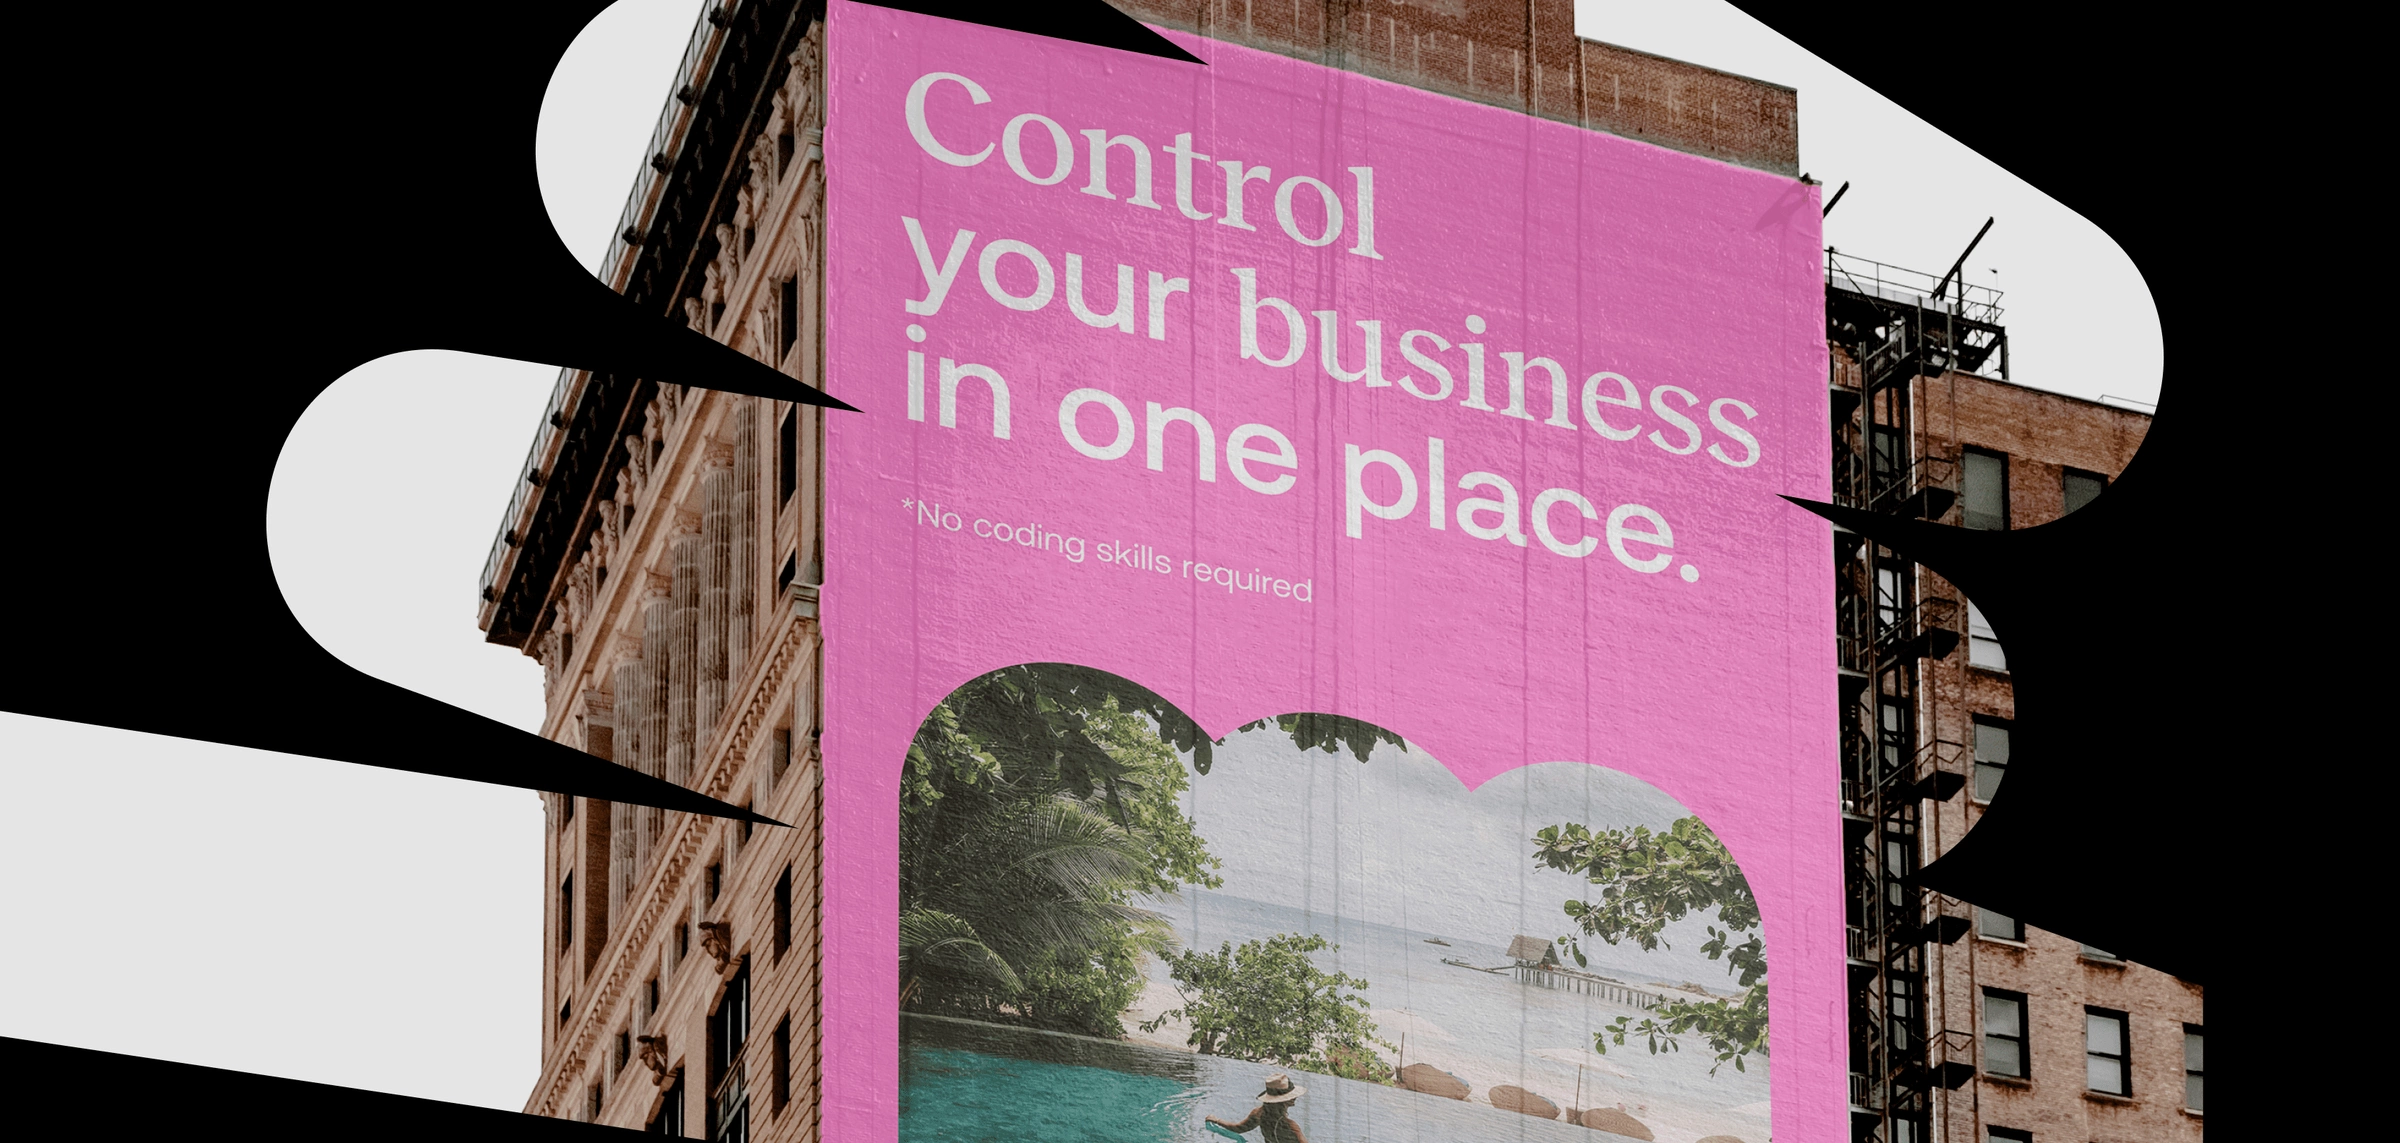 Control
your business
in one place.
*No coding skills required